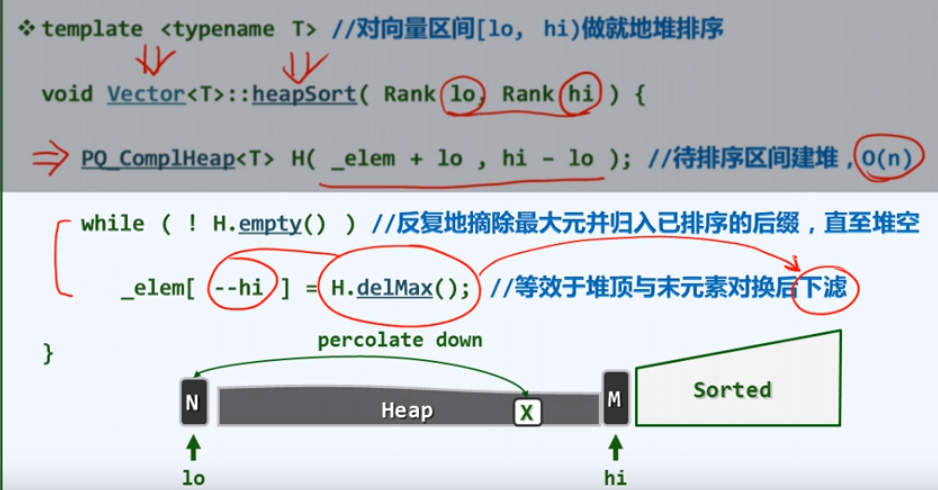 ❖ template <typename T> //对向量区间[lo, hi)做就地堆排序
void Vector<T>::heapSort( Rank lo, Rank hi ) {
PQ_ComplHeap<T> H( _elem + lo , hi - lo ); //待排序区间建堆，O(n)
while ( ! H.empty() ) //反复地摘除最大元并归入已排序的后缀，直至堆空
_elem[ --hi ] = H.delMax(); //等效于堆顶与末元素对换后下滤
}
percolate down
N Heap X M Sorted
lo hi